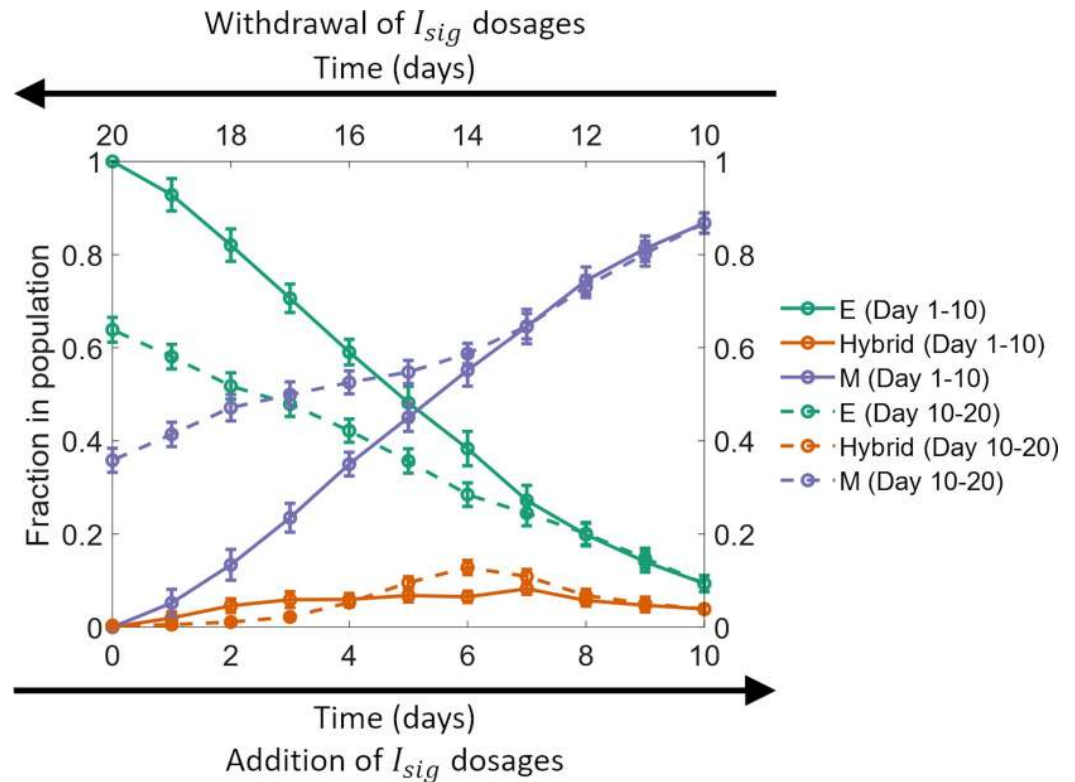 Withdrawal of I_sig dosages
Time (days)
20 18 16 14 12 10
1 1
0.8 0.8
0.6 0.6
0.4 0.4
0.2 0.2
0 0
Fraction in population
E (Day 1-10)
Hybrid (Day 1-10)
M (Day 1-10)
E (Day 10-20)
Hybrid (Day 10-20)
M (Day 10-20)
0 2 4 6 8 10
Time (days)
Addition of I_sig dosages